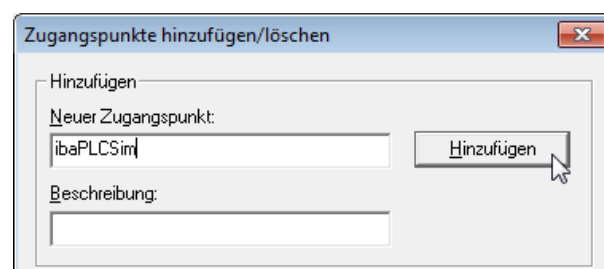 Zugangspunkte hinzufügen/löschen
Hinzufügen
Neuer Zugangspunkt:
ibaPLCSim
Hinzufügen
Beschreibung: